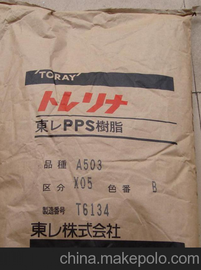 TORAY
トレリナ
東レPPS樹脂
品種 A503
区分 X05 色番 B
製造番号 T6134
東レ株式会社
china.makepolo.com